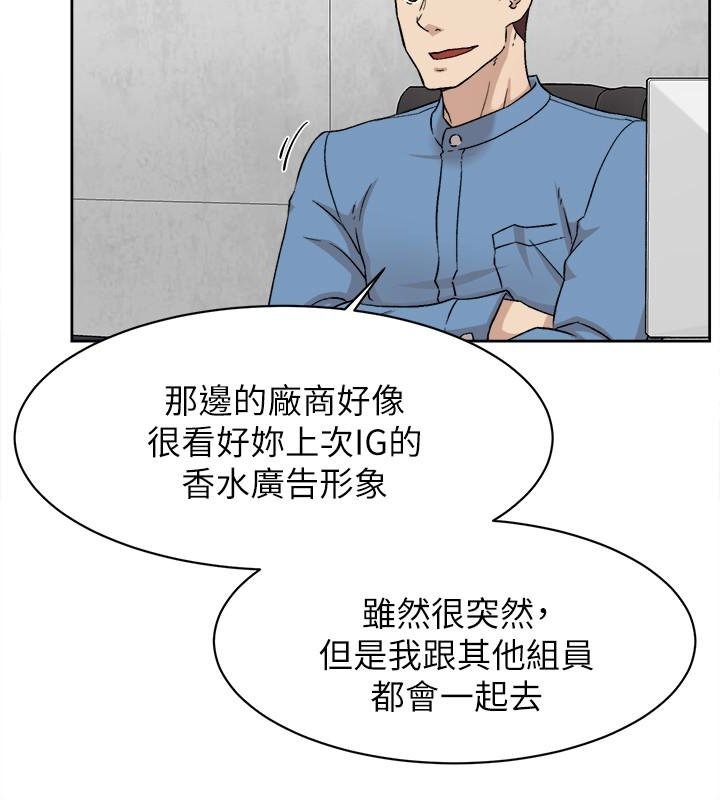 那邊的廠商好像
很看好妳上次IG的
香水廣告形象
雖然很突然，
但是我跟其他組員
都會一起去